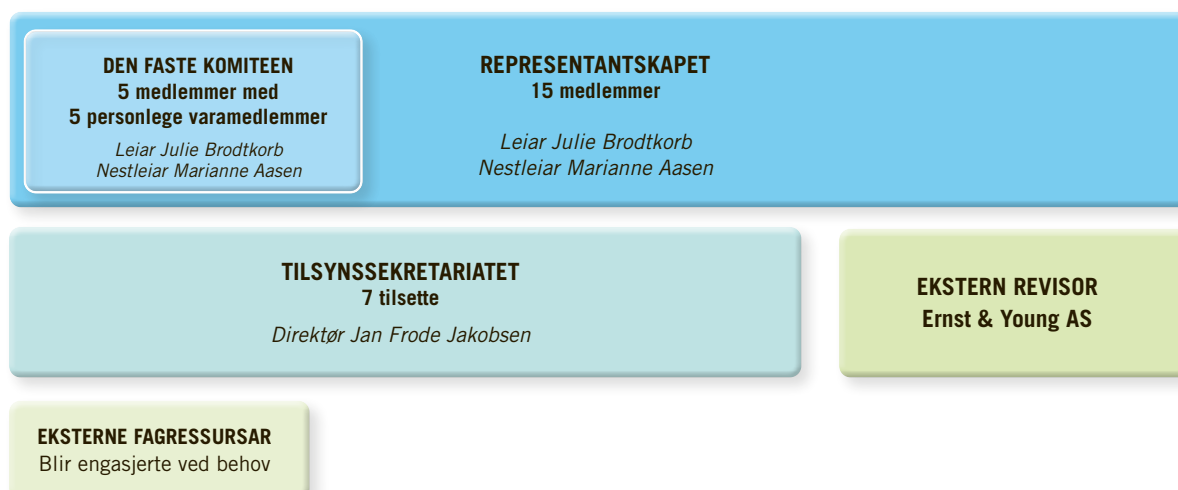 DEN FASTE KOMITEEN
5 medlemmer med
5 personlege varamedlemmer
Leiar Julie Brodtkorb
Nestleiar Marianne Aasen
REPRESENTANTSKAPET
15 medlemmer
Leiar Julie Brodtkorb
Nestleiar Marianne Aasen
TILSYNSSEKRETARIATET
7 tilsette
Direktør Jan Frode Jakobsen
EKSTERN REVISOR
Ernst & Young AS
EKSTERNE FAGRESSURSAR
Blir engasjerte ved behov